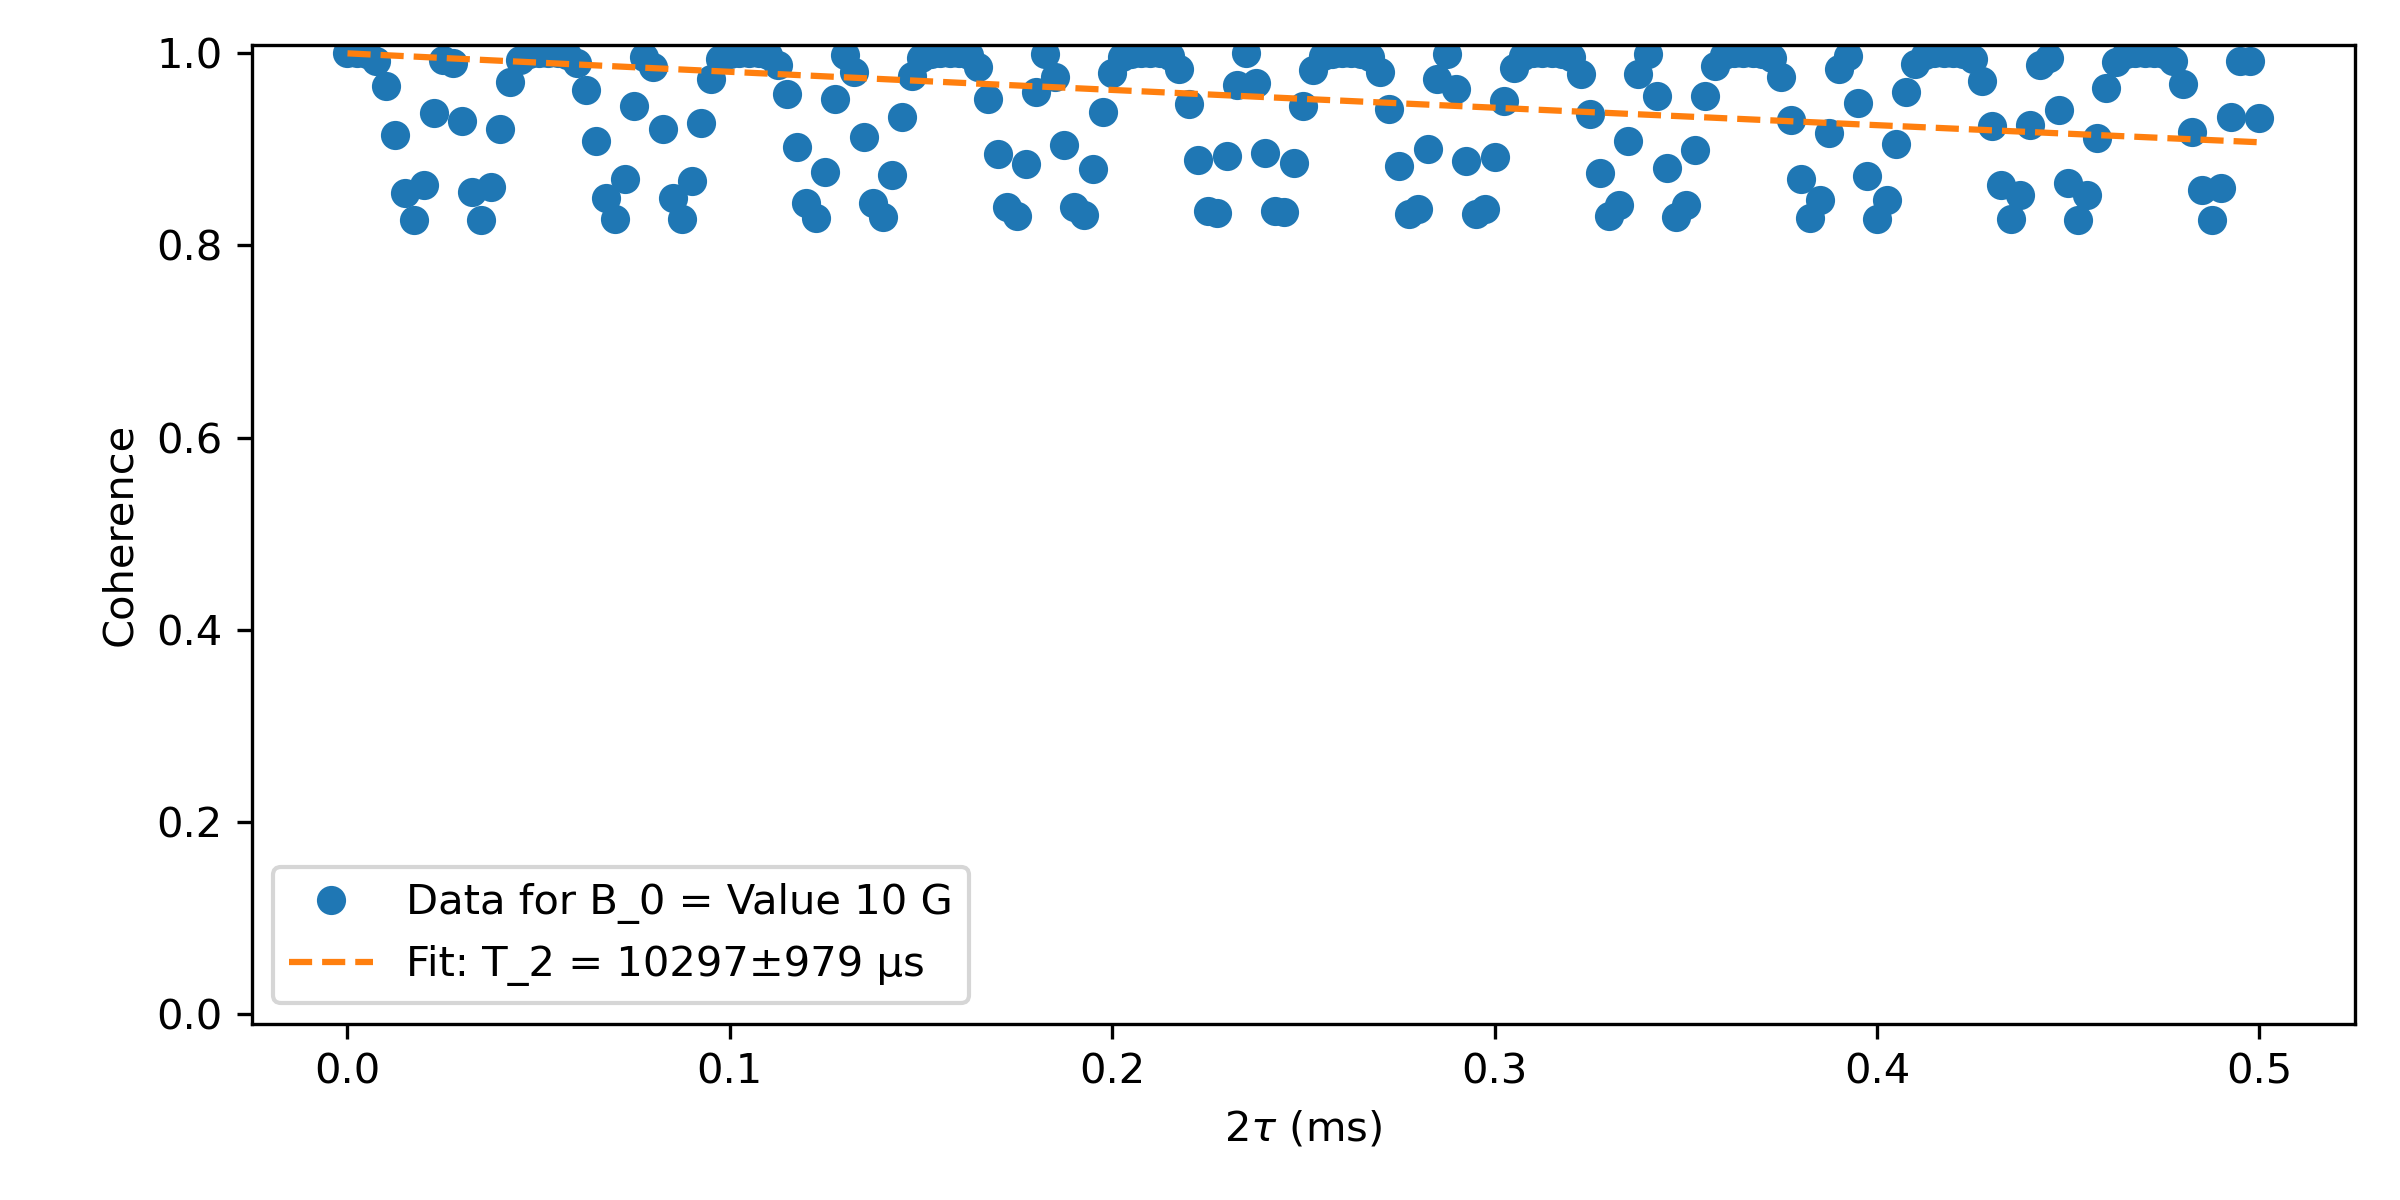 1.0
0.8
0.6
0.4
0.2
0.0
Coherence
Data for B_0 = Value 10 G
Fit: T_2 = 10297±979 μs
0.0 0.1 0.2 0.3 0.4 0.5
2τ (ms)